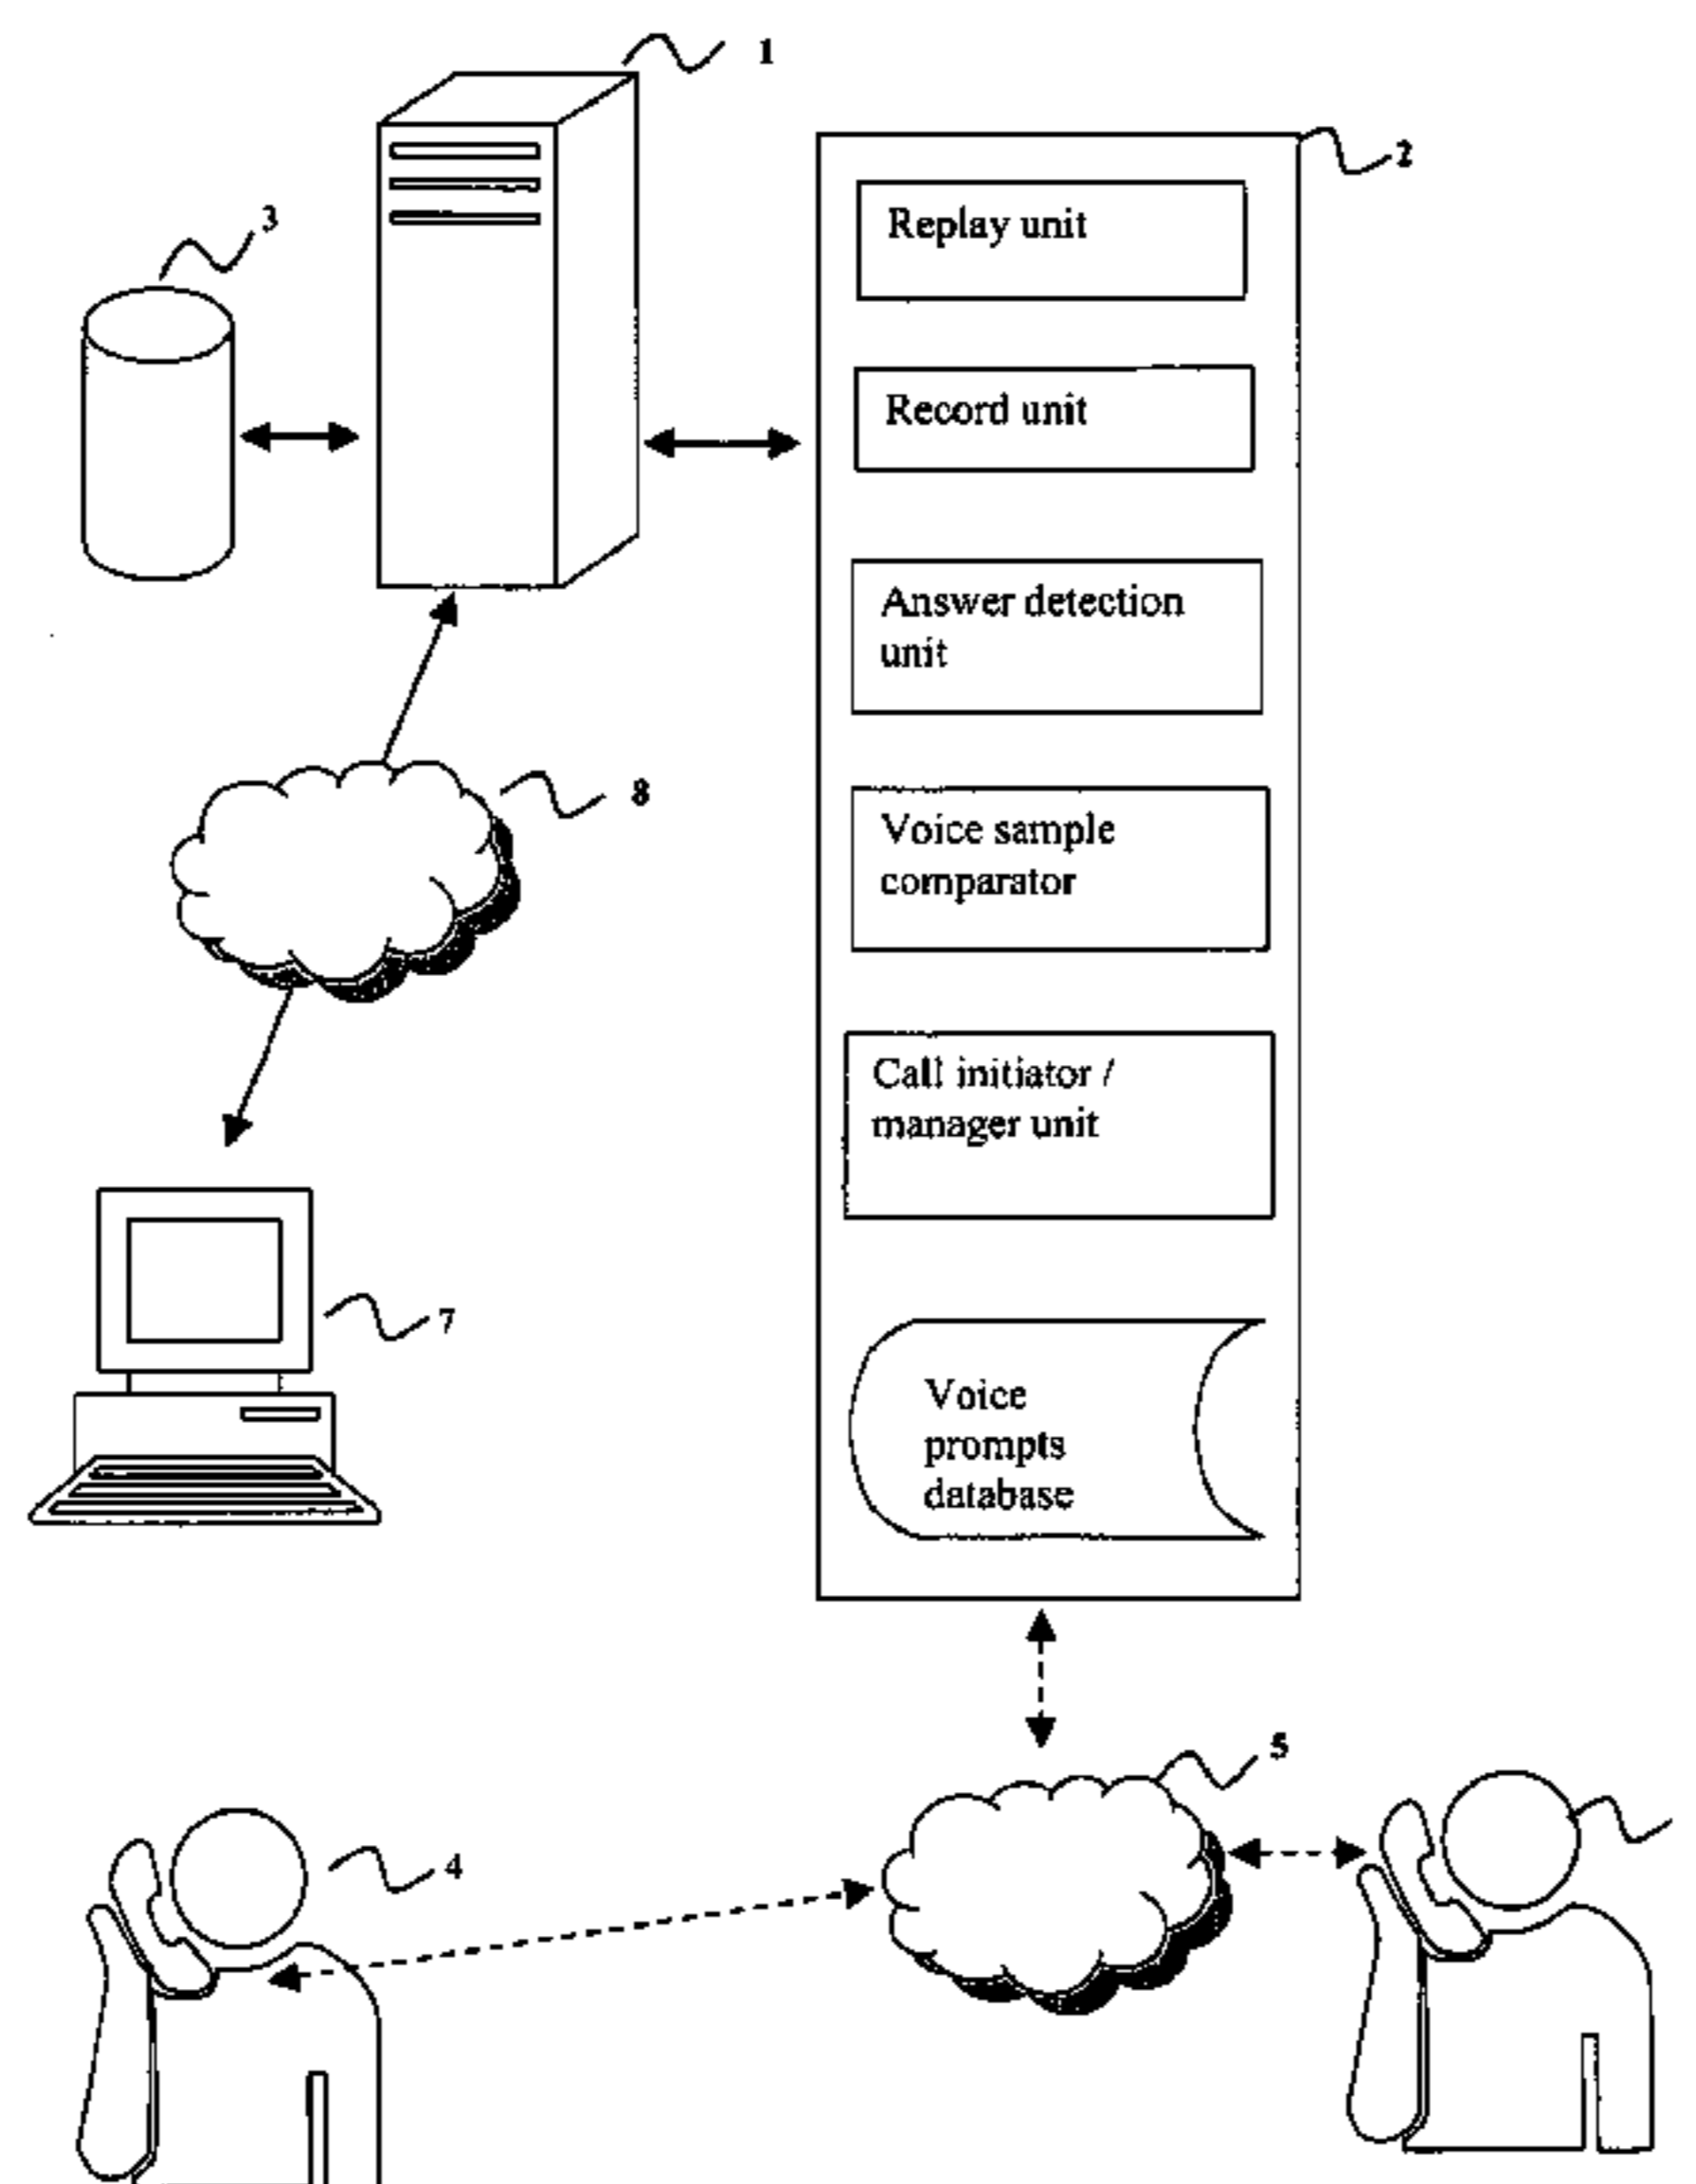 1
2
3
Replay unit
Record unit
Answer detection
unit
8
Voice sample
comparator
Call initiator /
manager unit
7
Voice
prompts
database
5
4